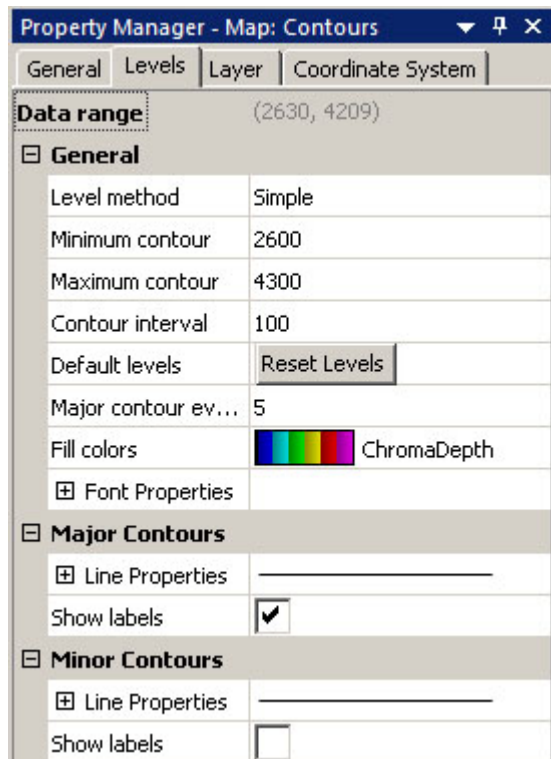 Property Manager - Map: Contours
General Levels Layer Coordinate System
Data range (2630, 4209)
General
Level method Simple
Minimum contour 2600
Maximum contour 4300
Contour interval 100
Default levels Reset Levels
Major contour ev... 5
Fill colors ChromaDepth
Font Properties
Major Contours
Line Properties
Show labels
Minor Contours
Line Properties
Show labels